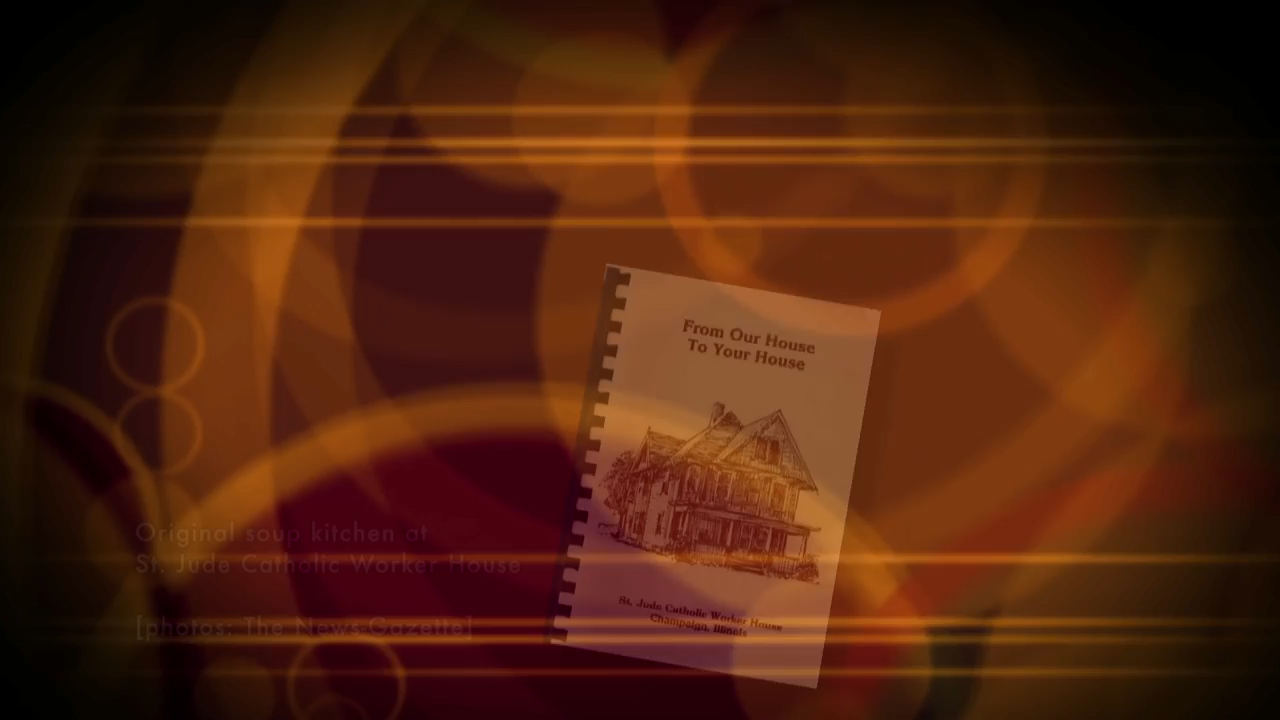 From Our House
To Your House
Original soup kitchen at
St. Jude Catholic Worker House
St. Jude Catholic Worker House
Champaign, Illinois
[photos: The News-Gazette]